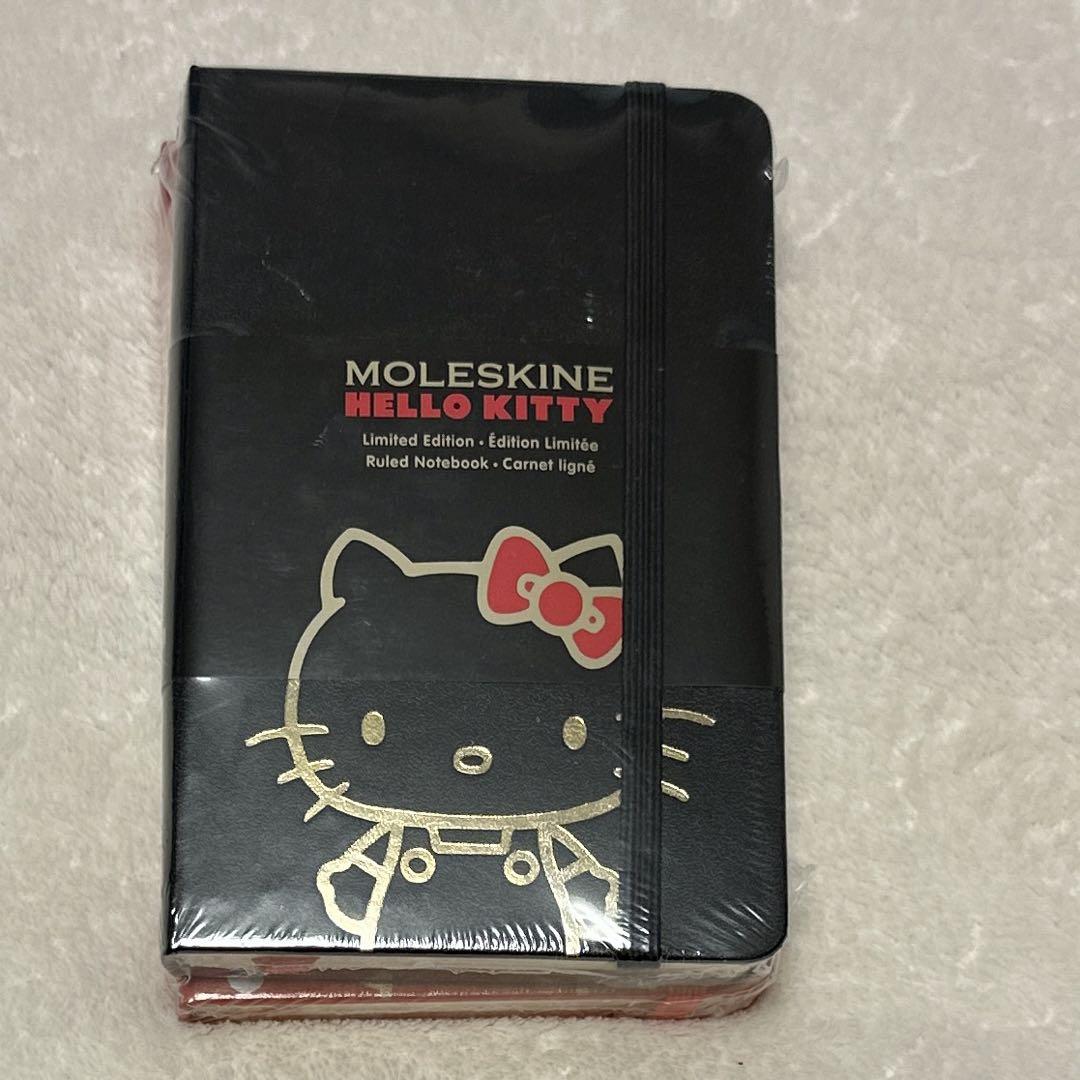 MOLESKINE
HELLO KITTY
Limited Edition • Édition Limitée
Ruled Notebook • Carnet ligné